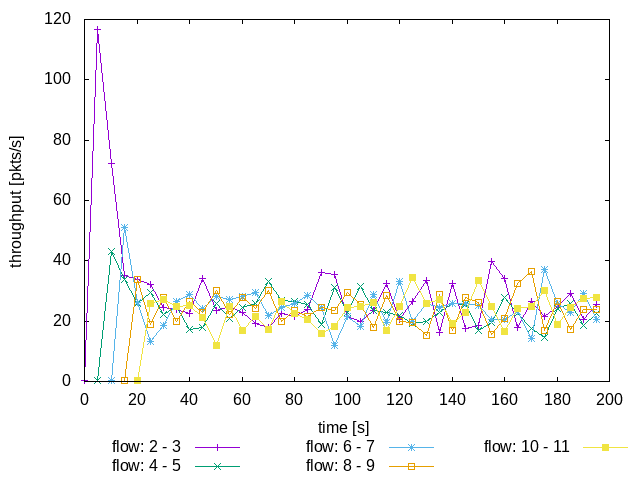 120
100
80
60
40
20
0
throughput [pkts/s]
0 20 40 60 80 100 120 140 160 180 200
time [s]
flow: 2 - 3 flow: 6 - 7 flow: 10 - 11
flow: 4 - 5 flow: 8 - 9